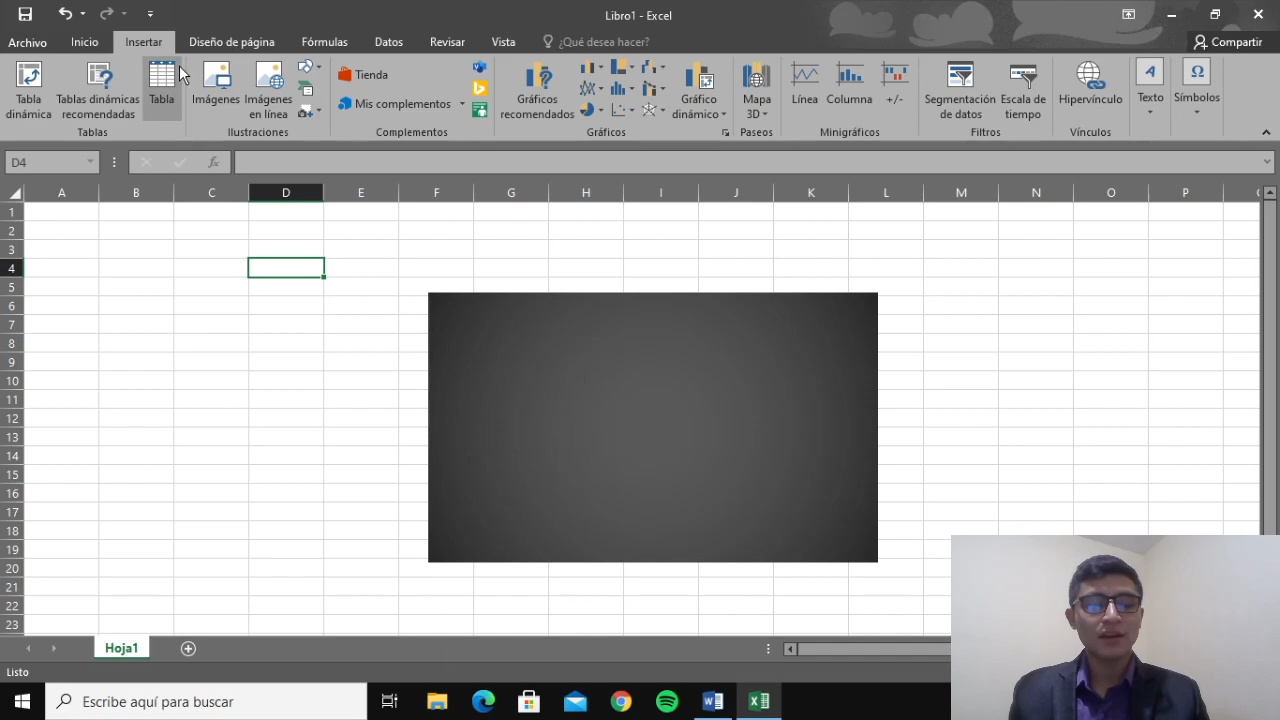 Libro1 - Excel
Archivo Inicio Insertar Diseño de página Fórmulas Datos Revisar Vista ¿Qué desea hacer? Compartir
Tabla dinámica
Tablas dinámicas recomendadas
Tabla
Imágenes
Imágenes en línea
Tienda
Mis complementos
Gráficos recomendados
Gráfico dinámico
Mapa 3D
Línea
Columna
+/-
Segmentación de datos
Escala de tiempo
Hipervínculo
Texto
Símbolos
Tablas Ilustraciones Complementos Gráficos Paseos Minigráficos Filtros Vínculos
D4 fx
A B C D E F G H I J K L M N O P
1
2
3
4
5
6
7
8
9
10
11
12
13
14
15
16
17
18
19
20
21
22
23
Hoja1
Listo
Escribe aquí para buscar